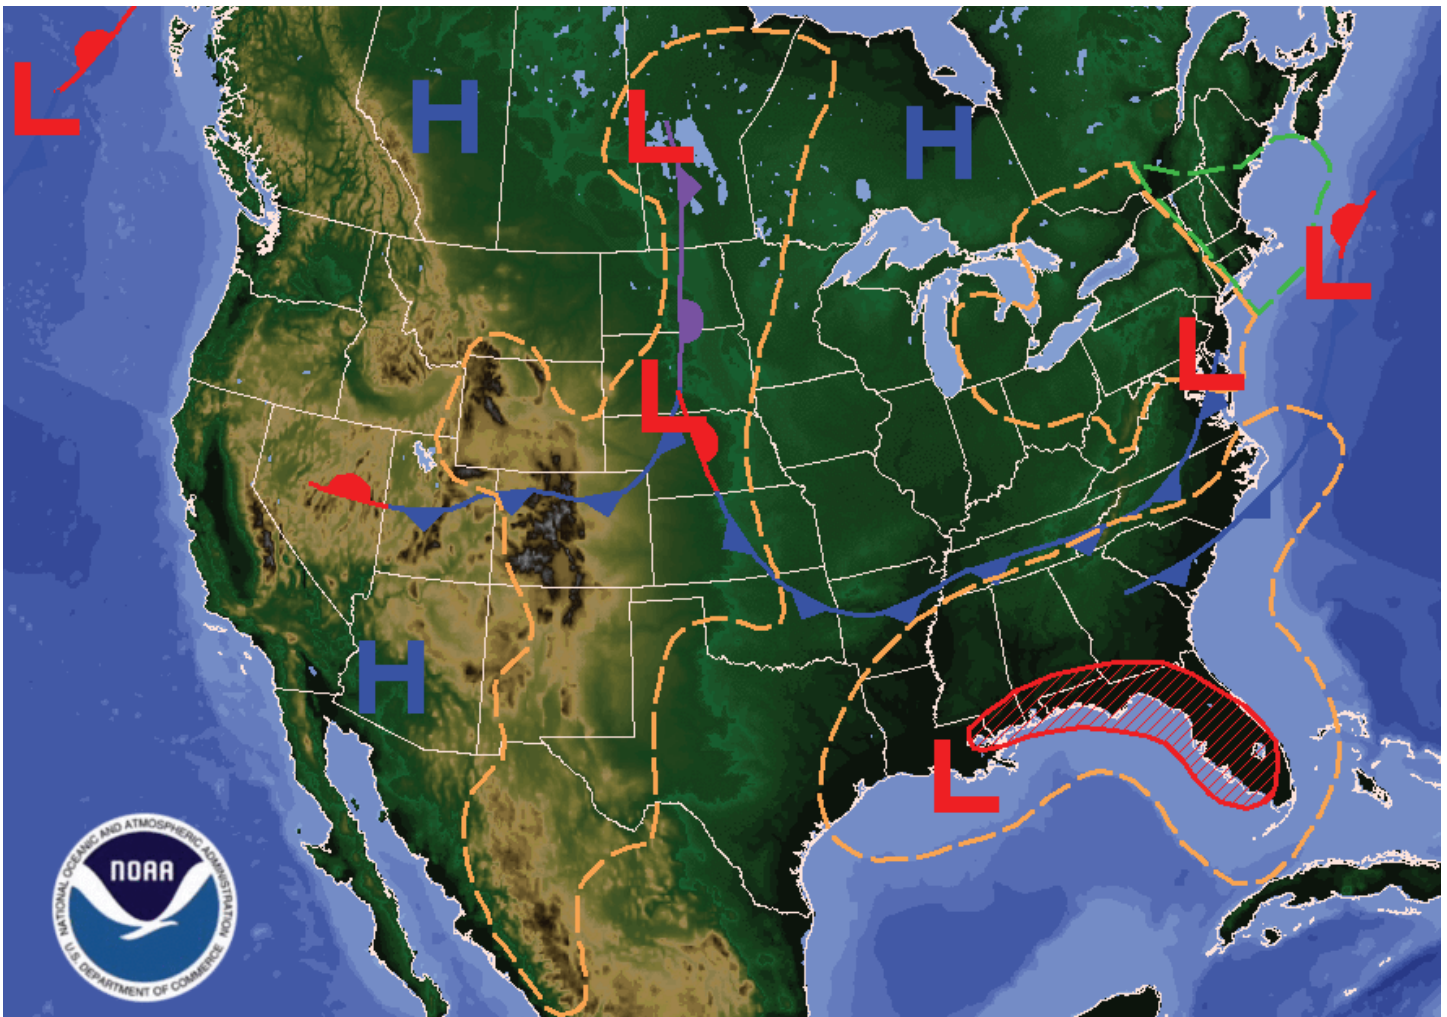 L
H
L
H
L
L
L
H
L
NATIONAL OCEANIC AND ATMOSPHERIC ADMINISTRATION
NOAA
U.S. DEPARTMENT OF COMMERCE